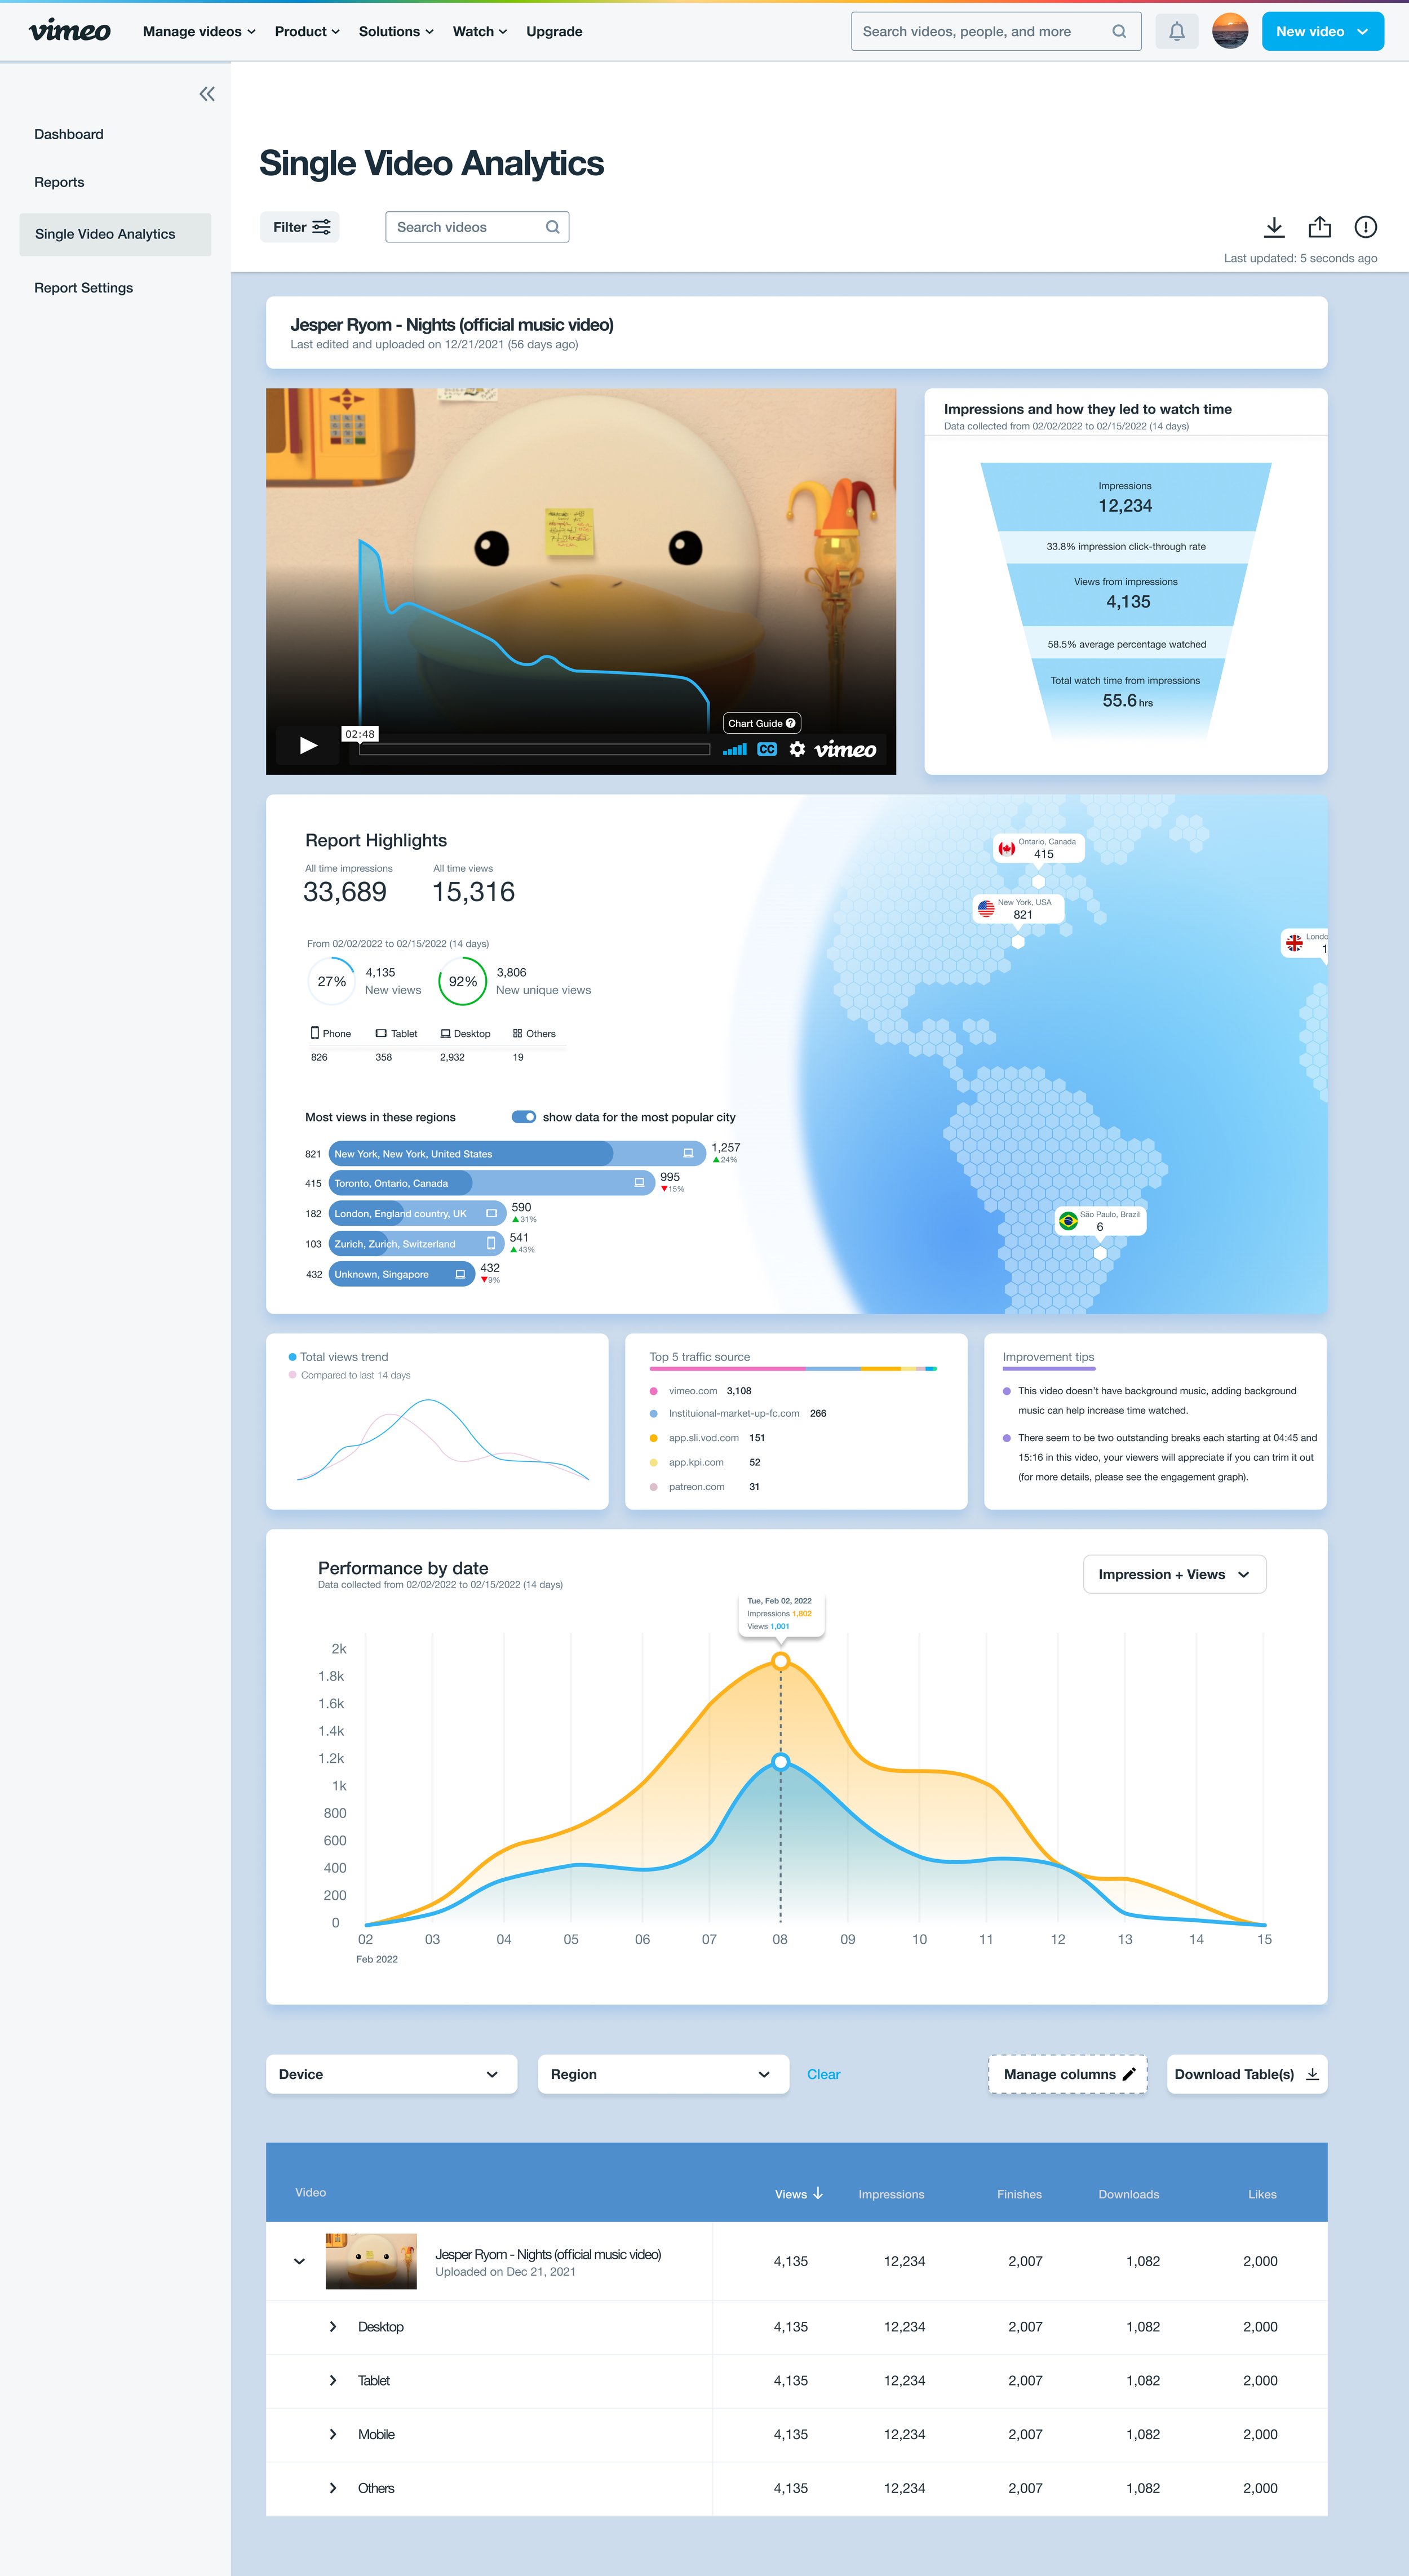 vimeo
Manage videos
Product
Solutions
Watch
Upgrade
Search videos, people, and more
New video
Dashboard
Reports
Single Video Analytics
Report Settings
Single Video Analytics
Filter
Search videos
Last updated: 5 seconds ago
Jesper Ryom - Nights (official music video)
Last edited and uploaded on 12/21/2021 (56 days ago)
Chart Guide ?
02:48
CC
vimeo
Impressions and how they led to watch time
Data collected from 02/02/2022 to 02/15/2022 (14 days)
Impressions
12,234
33.8% impression click-through rate
Views from impressions
4,135
58.5% average percentage watched
Total watch time from impressions
55.6 hrs
Report Highlights
All time impressions
33,689
All time views
15,316
From 02/02/2022 to 02/15/2022 (14 days)
27%
4,135
New views
92%
3,806
New unique views
Phone Tablet Desktop Others
826 358 2,932 19
Most views in these regions
show data for the most popular city
821 New York, New York, United States 1,257
24%
415 Toronto, Ontario, Canada 995
15%
182 London, England country, UK 590
31%
103 Zurich, Zurich, Switzerland 541
43%
432 Unknown, Singapore 432
9%
Ontario, Canada
415
New York, USA
821
Londo
1
São Paulo, Brazil
6
Total views trend
Compared to last 14 days
Top 5 traffic source
vimeo.com 3,108
Instituional-market-up-fc.com 266
app.sli.vod.com 151
app.kpi.com 52
patreon.com 31
Improvement tips
This video doesn't have background music, adding background
music can help increase time watched.
There seem to be two outstanding breaks each starting at 04:45 and
15:16 in this video, your viewers will appreciate if you can trim it out
(for more details, please see the engagement graph).
Performance by date
Data collected from 02/02/2022 to 02/15/2022 (14 days)
Impression + Views
Tue, Feb 02, 2022
Impressions 1,802
Views 1,001
2k
1.8k
1.6k
1.4k
1.2k
1k
800
600
400
200
0
02 03 04 05 06 07 08 09 10 11 12 13 14 15
Feb 2022
Device
Region
Clear
Manage columns
Download Table(s)
Video Views Impressions Finishes Downloads Likes
Jesper Ryom - Nights (official music video)
Uploaded on Dec 21, 2021
4,135 12,234 2,007 1,082 2,000
Desktop 4,135 12,234 2,007 1,082 2,000
Tablet 4,135 12,234 2,007 1,082 2,000
Mobile 4,135 12,234 2,007 1,082 2,000
Others 4,135 12,234 2,007 1,082 2,000